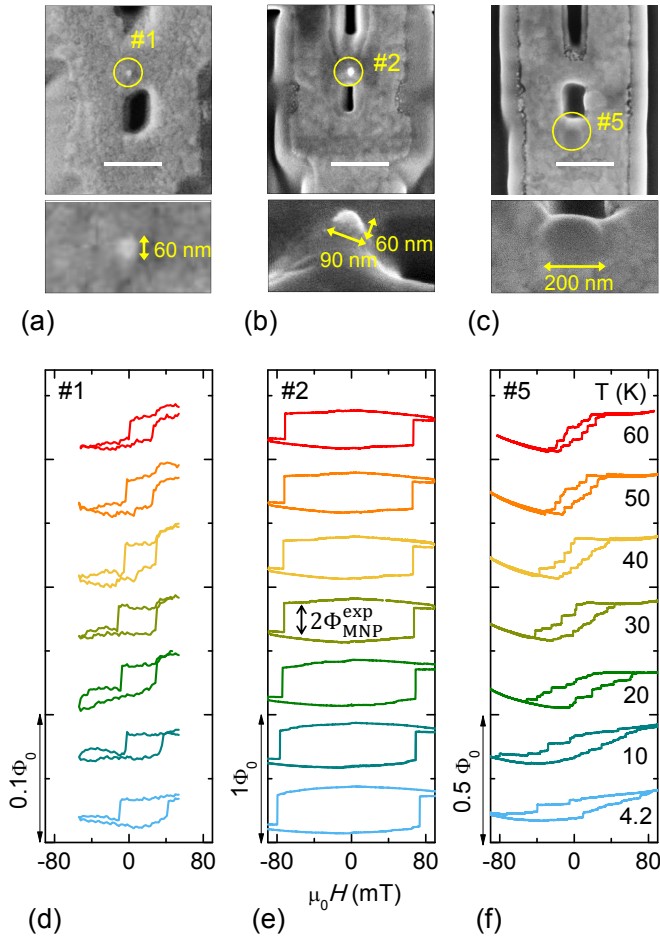 #1
#2
#5
60 nm
90 nm
60 nm
200 nm
(a)
(b)
(c)
#1
#2
#5
T (K)
60
50
40
30
2Φ_MNP^exp
20
10
4.2
0.1Φ₀
1Φ₀
0.5 Φ₀
-80 0 80
-80 0 80
-80 0 80
μ₀H (mT)
(d)
(e)
(f)